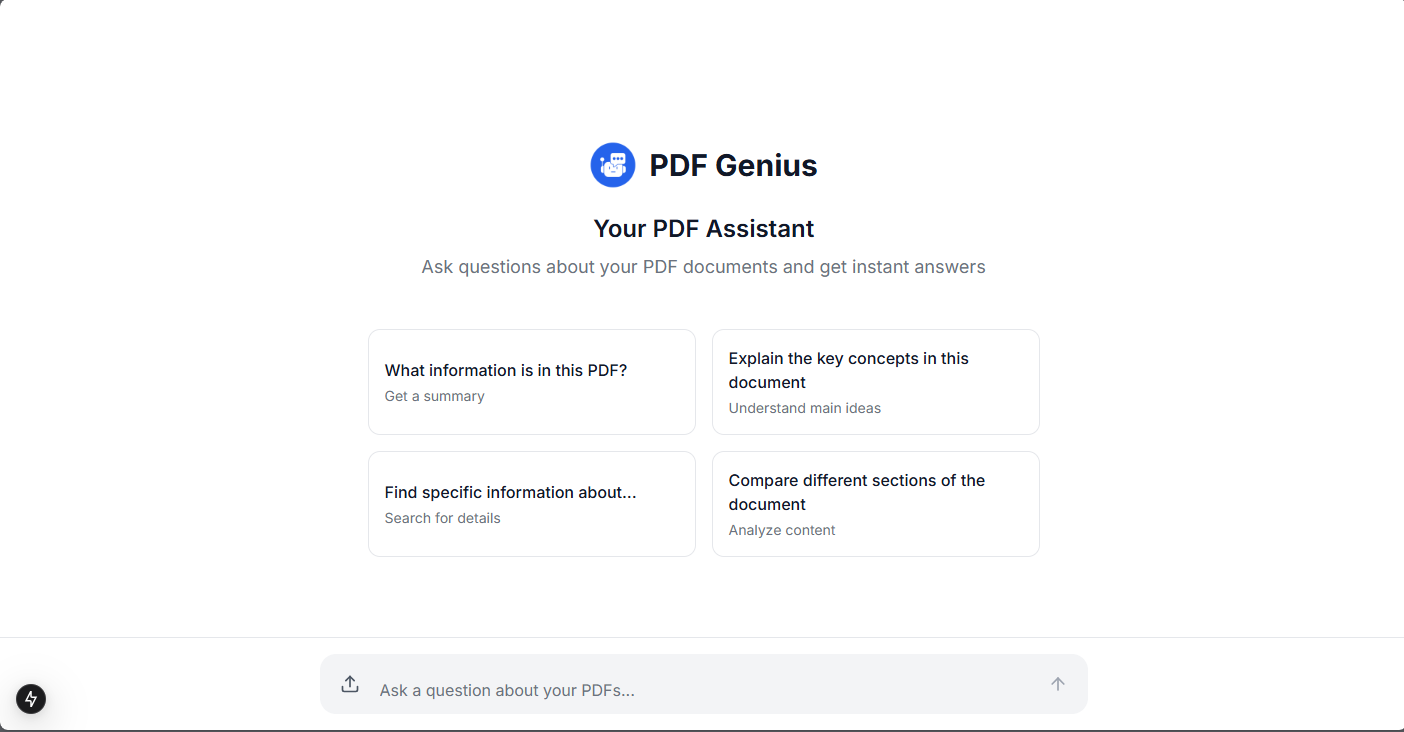 PDF Genius
Your PDF Assistant
Ask questions about your PDF documents and get instant answers
What information is in this PDF?
Get a summary
Explain the key concepts in this
document
Understand main ideas
Find specific information about...
Search for details
Compare different sections of the
document
Analyze content
Ask a question about your PDFs...